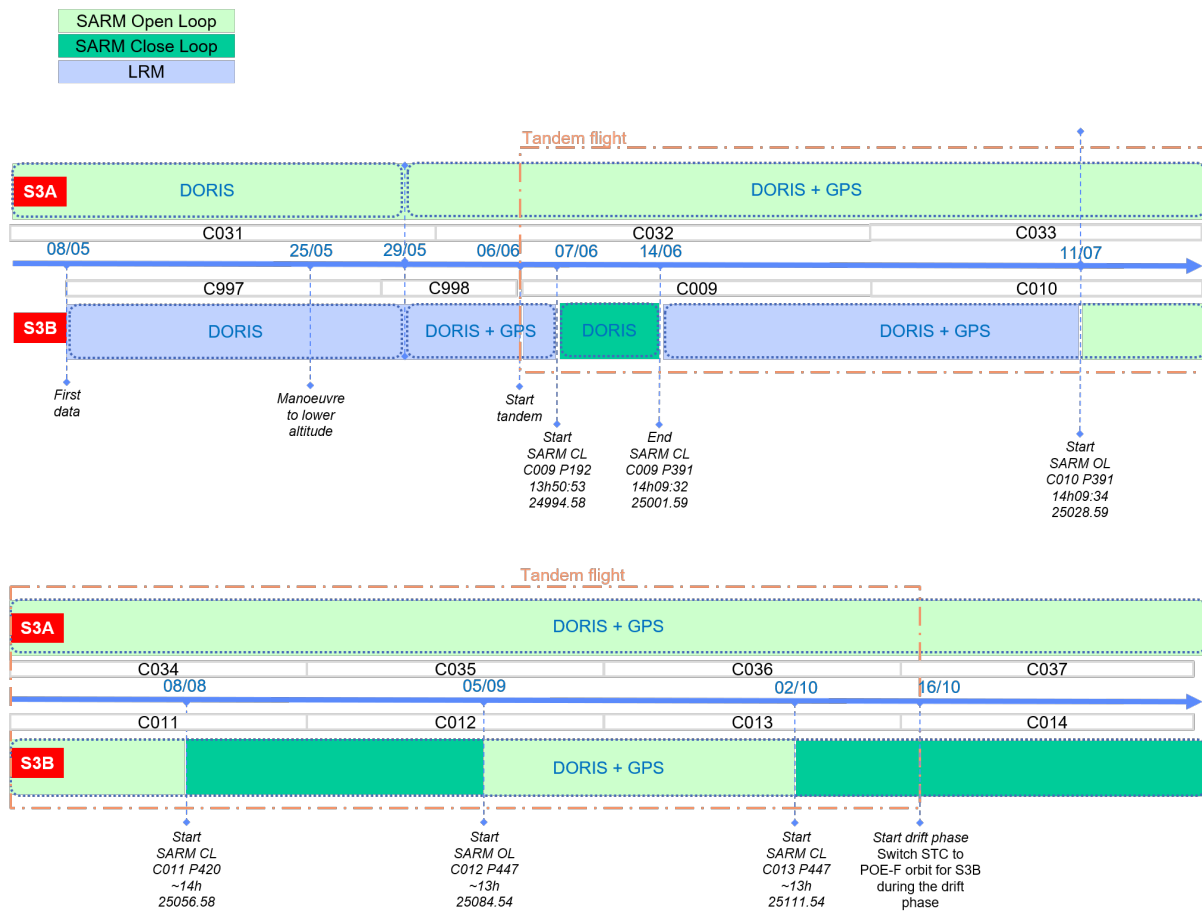 SARM Open Loop
SARM Close Loop
LRM
Tandem flight
S3A
DORIS
DORIS + GPS
C031
C032
C033
08/05
25/05
29/05
06/06
07/06
14/06
11/07
C997
C998
C009
C010
S3B
DORIS
DORIS + GPS
DORIS
DORIS + GPS
First
data
Manoeuvre
to lower
altitude
Start
tandem
Start
SARM CL
C009 P192
13h50:53
24994.58
End
SARM CL
C009 P391
14h09:32
25001.59
Start
SARM OL
C010 P391
14h09:34
25028.59
Tandem flight
S3A
DORIS + GPS
C034
C035
C036
C037
08/08
05/09
02/10
16/10
C011
C012
C013
C014
S3B
DORIS + GPS
Start
SARM CL
C011 P420
~14h
25056.58
Start
SARM OL
C012 P447
~13h
25084.54
Start
SARM CL
C013 P447
~13h
25111.54
Start drift phase
Switch STC to
POE-F orbit for S3B
during the drift
phase